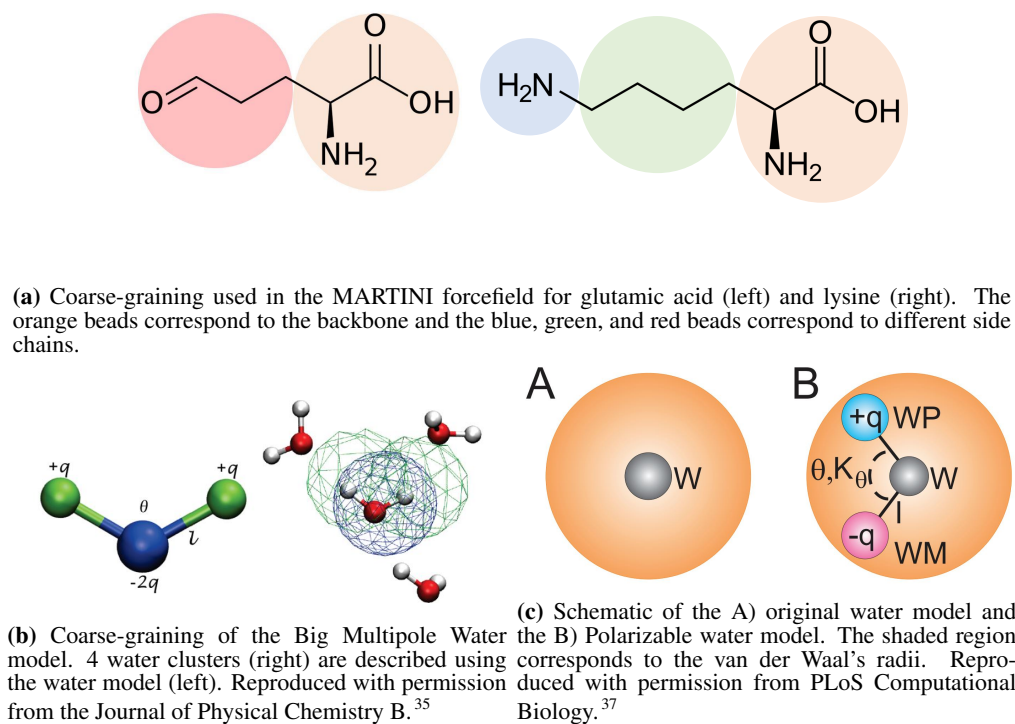 O
O
OH
NH2
H2N
O
OH
NH2
(a) Coarse-graining used in the MARTINI forcefield for glutamic acid (left) and lysine (right). The
orange beads correspond to the backbone and the blue, green, and red beads correspond to different side
chains.
+q
+q
θ
l
-2q
(b) Coarse-graining of the Big Multipole Water
model. 4 water clusters (right) are described using
the water model (left). Reproduced with permission
from the Journal of Physical Chemistry B.35
A
W
B
+q WP
θ,Kθ W
l
-q WM
(c) Schematic of the A) original water model and
the B) Polarizable water model. The shaded region
corresponds to the van der Waal's radii. Repro-
duced with permission from PLoS Computational
Biology.37